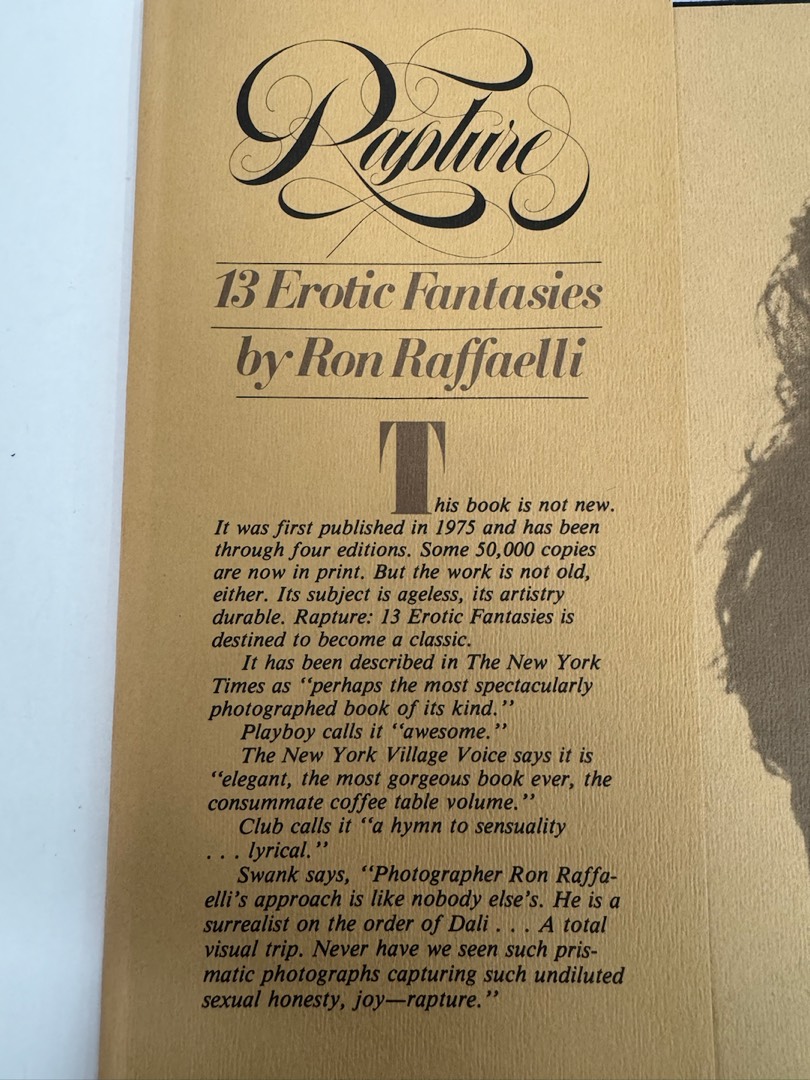 Rapture
13 Erotic Fantasies
by Ron Raffaelli
This book is not new.
It was first published in 1975 and has been
through four editions. Some 50,000 copies
are now in print. But the work is not old,
either. Its subject is ageless, its artistry
durable. Rapture: 13 Erotic Fantasies is
destined to become a classic.
It has been described in The New York
Times as “perhaps the most spectacularly
photographed book of its kind.”
Playboy calls it “awesome.”
The New York Village Voice says it is
“elegant, the most gorgeous book ever, the
consummate coffee table volume.”
Club calls it “a hymn to sensuality
. . . lyrical.”
Swank says, “Photographer Ron Raffa-
elli’s approach is like nobody else’s. He is a
surrealist on the order of Dali . . . A total
visual trip. Never have we seen such pris-
matic photographs capturing such undiluted
sexual honesty, joy—rapture.”